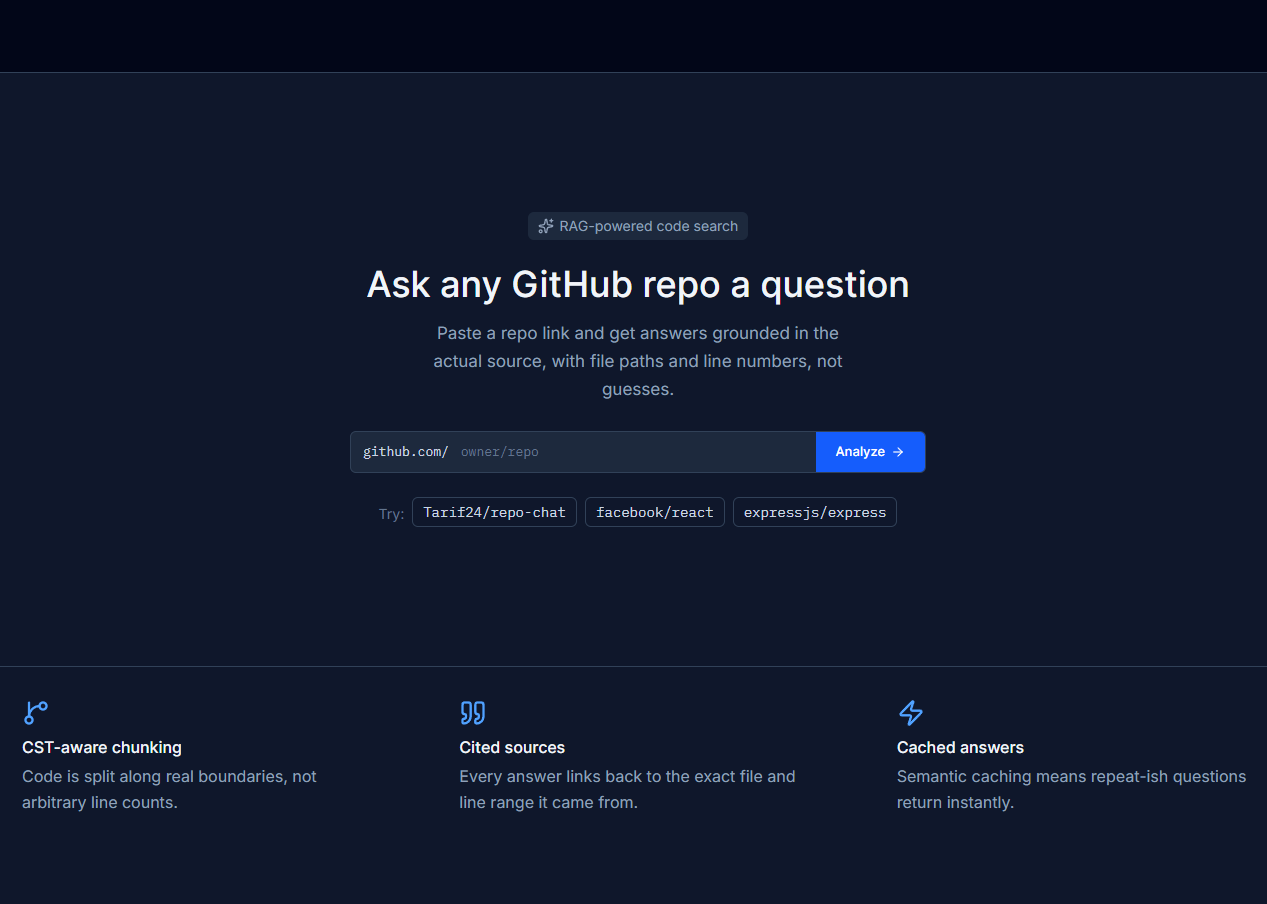 RAG-powered code search
Ask any GitHub repo a question
Paste a repo link and get answers grounded in the
actual source, with file paths and line numbers, not
guesses.
github.com/ owner/repo
Analyze →
Try: Tarif24/repo-chat facebook/react expressjs/express
CST-aware chunking
Code is split along real boundaries, not
arbitrary line counts.
Cited sources
Every answer links back to the exact file and
line range it came from.
Cached answers
Semantic caching means repeat-ish questions
return instantly.